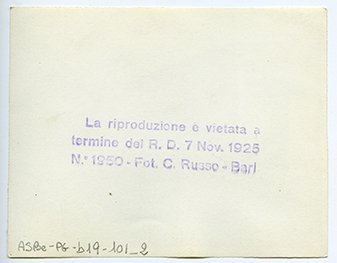 La riproduzione è vietata a
termine del R. D. 7 Nov. 1925
N.° 1950 - Fot. C. Russo - Bari
ASBa-PG-b19-101_2